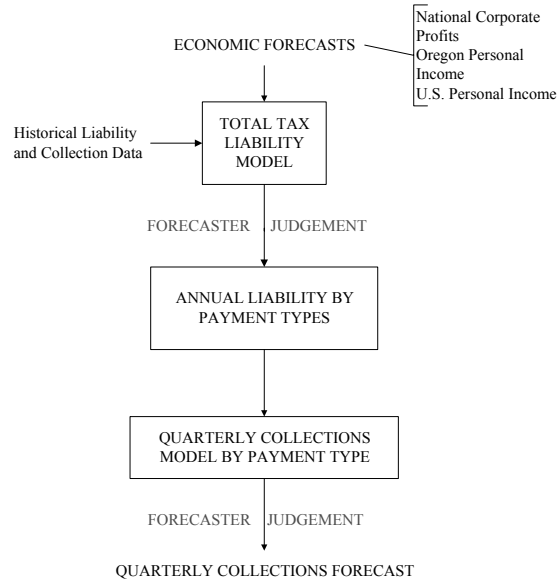 National Corporate
Profits
Oregon Personal
Income
U.S. Personal Income
ECONOMIC FORECASTS
TOTAL TAX
LIABILITY
MODEL
Historical Liability
and Collection Data
FORECASTER JUDGEMENT
ANNUAL LIABILITY BY
PAYMENT TYPES
QUARTERLY COLLECTIONS
MODEL BY PAYMENT TYPE
FORECASTER JUDGEMENT
QUARTERLY COLLECTIONS FORECAST